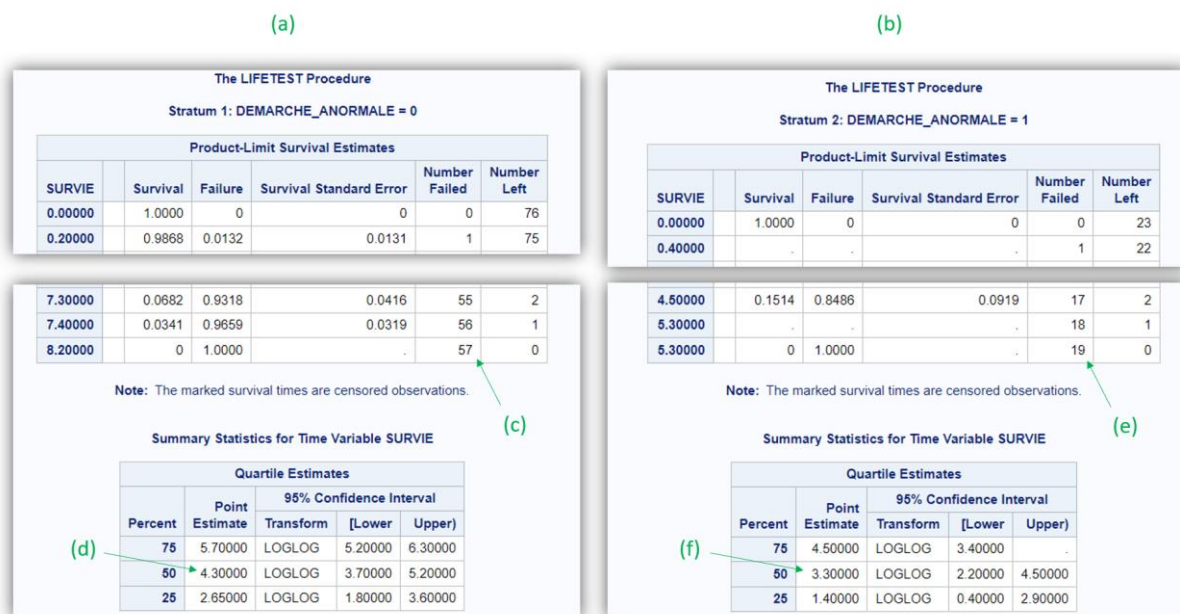 (a)
The LIFETEST Procedure
Stratum 1: DEMARCHE_ANORMALE = 0
Product-Limit Survival Estimates
SURVIE Survival Failure Survival Standard Error Number Failed Number Left
0.00000 1.0000 0 0 0 76
0.20000 0.9868 0.0132 0.0131 1 75
7.30000 0.0682 0.9318 0.0416 55 2
7.40000 0.0341 0.9659 0.0319 56 1
8.20000 0 1.0000 . 57 0
Note: The marked survival times are censored observations.
(c)
Summary Statistics for Time Variable SURVIE
Quartile Estimates
Percent Point Estimate 95% Confidence Interval
Transform [Lower Upper)
75 5.70000 LOGLOG 5.20000 6.30000
(d)
50 4.30000 LOGLOG 3.70000 5.20000
25 2.65000 LOGLOG 1.80000 3.60000
(b)
The LIFETEST Procedure
Stratum 2: DEMARCHE_ANORMALE = 1
Product-Limit Survival Estimates
SURVIE Survival Failure Survival Standard Error Number Failed Number Left
0.00000 1.0000 0 0 0 23
0.40000 . . . 1 22
4.50000 0.1514 0.8486 0.0919 17 2
5.30000 . . . 18 1
5.30000 0 1.0000 . 19 0
Note: The marked survival times are censored observations.
(e)
Summary Statistics for Time Variable SURVIE
Quartile Estimates
Percent Point Estimate 95% Confidence Interval
Transform [Lower Upper)
75 4.50000 LOGLOG 3.40000 .
(f)
50 3.30000 LOGLOG 2.20000 4.50000
25 1.40000 LOGLOG 0.40000 2.90000